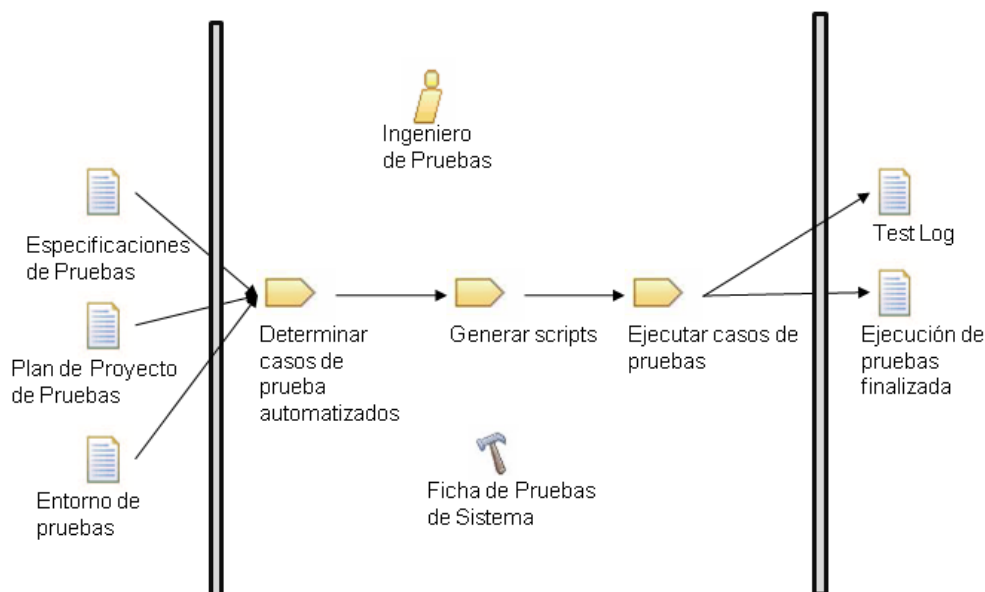 Ingeniero
de Pruebas
Especificaciones
de Pruebas
Plan de Proyecto
de Pruebas
Entorno de
pruebas
Determinar
casos de
prueba
automatizados
Generar scripts
Ejecutar casos de
pruebas
Ficha de Pruebas
de Sistema
Test Log
Ejecución de
pruebas
finalizada